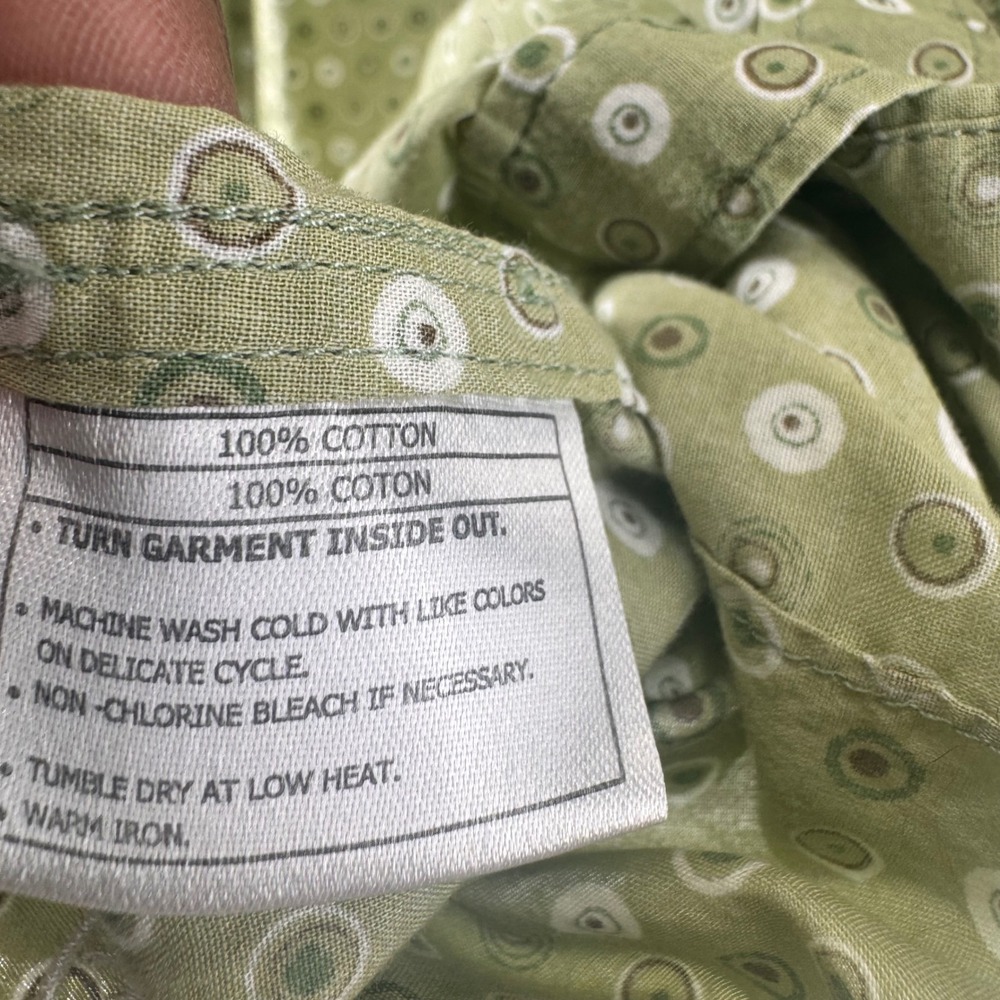 100% COTTON
100% COTON
• TURN GARMENT INSIDE OUT.
• MACHINE WASH COLD WITH LIKE COLORS
ON DELICATE CYCLE.
• NON -CHLORINE BLEACH IF NECESSARY.
• TUMBLE DRY AT LOW HEAT.
• WARM IRON.